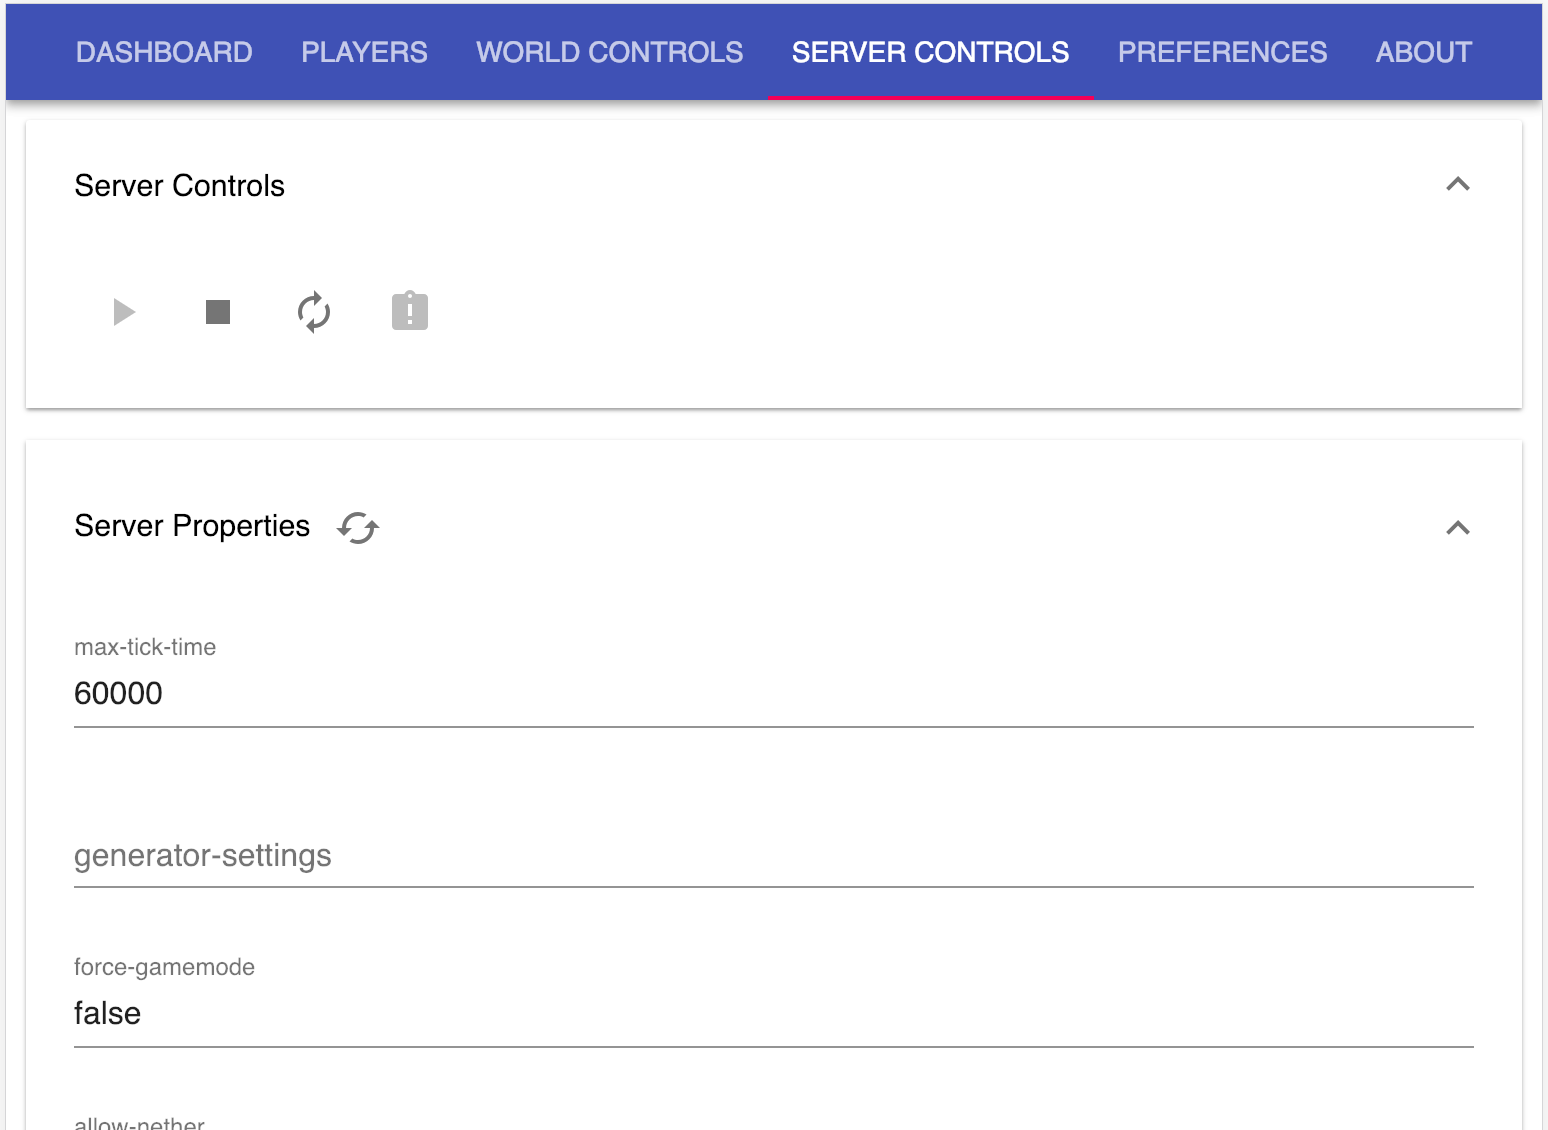 DASHBOARD PLAYERS WORLD CONTROLS SERVER CONTROLS PREFERENCES ABOUT
Server Controls
Server Properties
max-tick-time
60000
generator-settings
force-gamemode
false
allow-nether